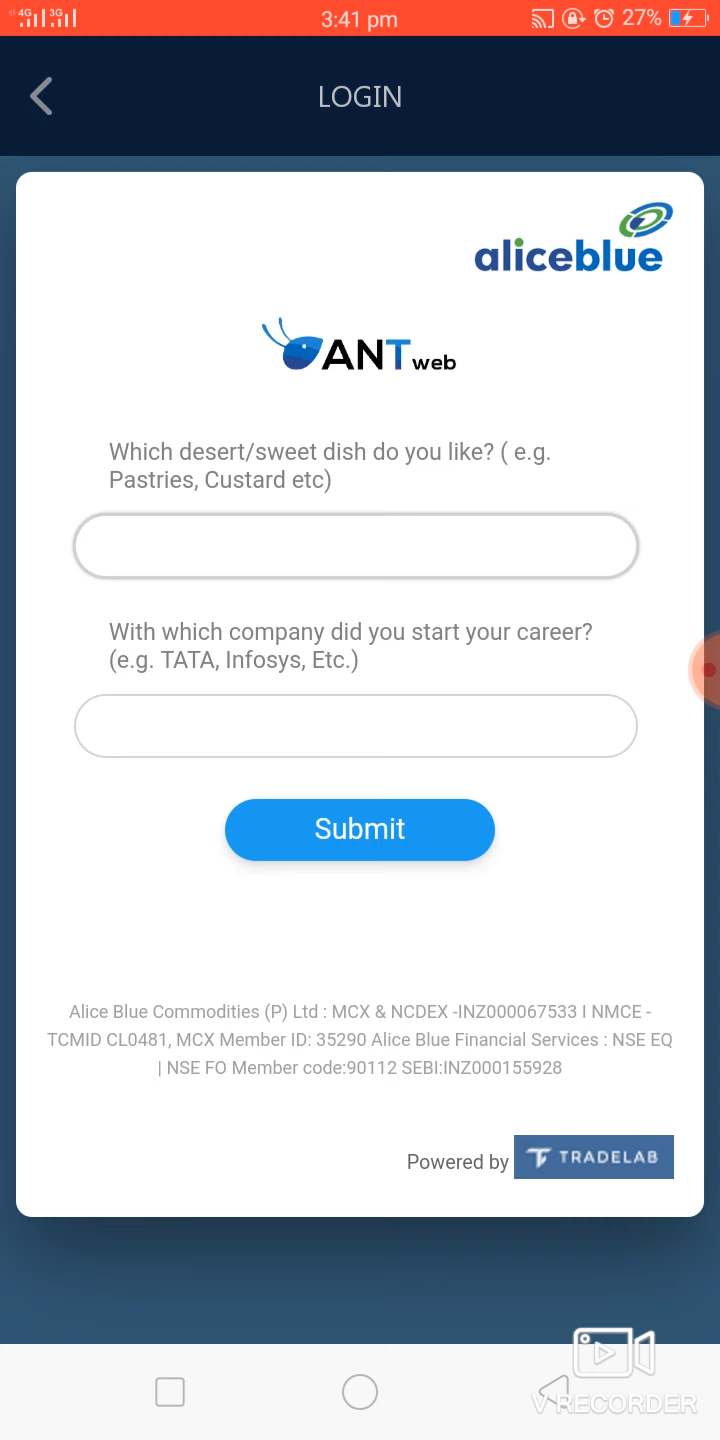 4G 3G 3:41 pm 27%
LOGIN
aliceblue
ANT web
Which desert/sweet dish do you like? ( e.g.
Pastries, Custard etc)
With which company did you start your career?
(e.g. TATA, Infosys, Etc.)
Submit
Alice Blue Commodities (P) Ltd : MCX & NCDEX -INZ000067533 I NMCE -
TCMID CL0481, MCX Member ID: 35290 Alice Blue Financial Services : NSE EQ
| NSE FO Member code:90112 SEBI:INZ000155928
Powered by TRADELAB
V RECORDER